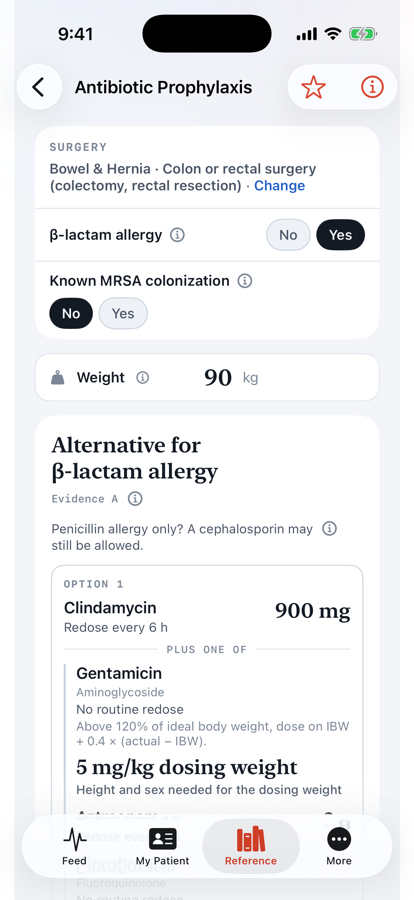 9:41
Antibiotic Prophylaxis
SURGERY
Bowel & Hernia · Colon or rectal surgery
(colectomy, rectal resection) · Change
β-lactam allergy
No
Yes
Known MRSA colonization
No
Yes
Weight
90 kg
Alternative for
β-lactam allergy
Evidence A
Penicillin allergy only? A cephalosporin may
still be allowed.
OPTION 1
Clindamycin
900 mg
Redose every 6 h
PLUS ONE OF
Gentamicin
Aminoglycoside
No routine redose
Above 120% of ideal body weight, dose on IBW
+ 0.4 × (actual − IBW).
5 mg/kg dosing weight
Height and sex needed for the dosing weight
Feed
My Patient
Reference
More
Fluoroquinolone
No routine redose